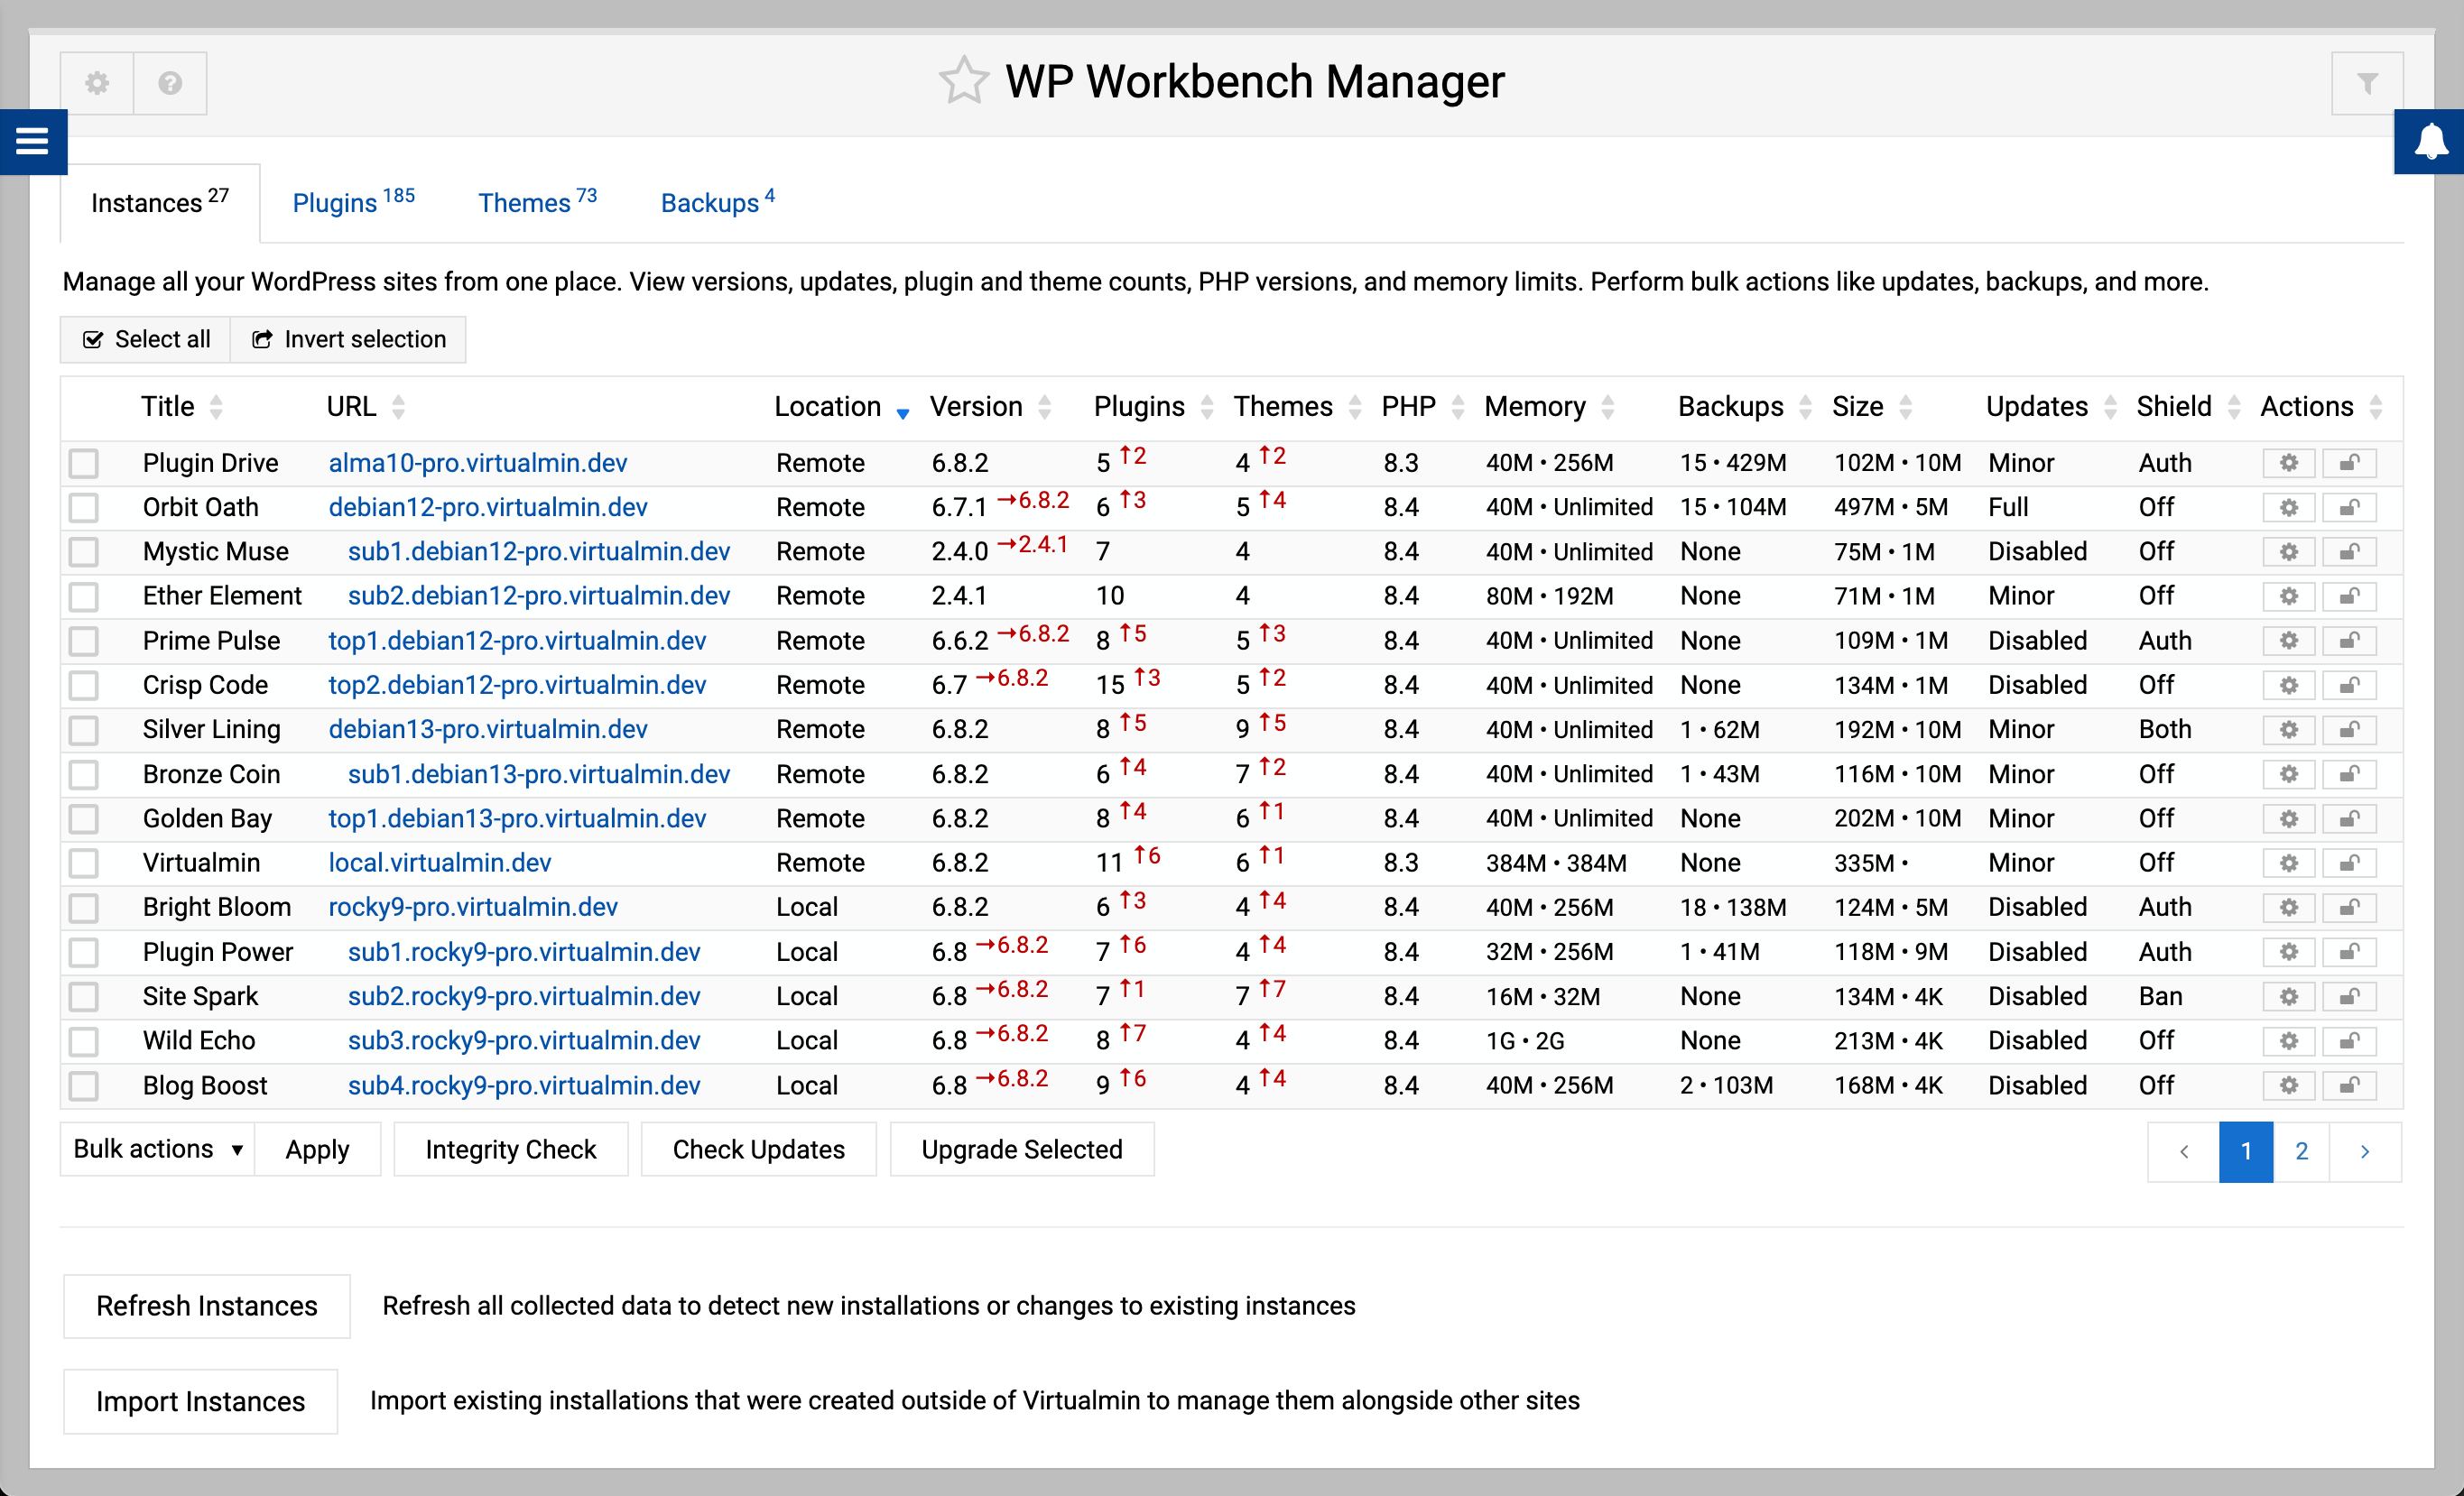 WP Workbench Manager
Instances 27 Plugins 185 Themes 73 Backups 4
Manage all your WordPress sites from one place. View versions, updates, plugin and theme counts, PHP versions, and memory limits. Perform bulk actions like updates, backups, and more.
Select all Invert selection
Title URL Location Version Plugins Themes PHP Memory Backups Size Updates Shield Actions
Plugin Drive alma10-pro.virtualmin.dev Remote 6.8.2 5 ↑2 4 ↑2 8.3 40M • 256M 15 • 429M 102M • 10M Minor Auth
Orbit Oath debian12-pro.virtualmin.dev Remote 6.7.1 →6.8.2 6 ↑3 5 ↑4 8.4 40M • Unlimited 15 • 104M 497M • 5M Full Off
Mystic Muse sub1.debian12-pro.virtualmin.dev Remote 2.4.0 →2.4.1 7 4 8.4 40M • Unlimited None 75M • 1M Disabled Off
Ether Element sub2.debian12-pro.virtualmin.dev Remote 2.4.1 10 4 8.4 80M • 192M None 71M • 1M Minor Off
Prime Pulse top1.debian12-pro.virtualmin.dev Remote 6.6.2 →6.8.2 8 ↑5 5 ↑3 8.4 40M • Unlimited None 109M • 1M Disabled Auth
Crisp Code top2.debian12-pro.virtualmin.dev Remote 6.7 →6.8.2 15 ↑3 5 ↑2 8.4 40M • Unlimited None 134M • 1M Disabled Off
Silver Lining debian13-pro.virtualmin.dev Remote 6.8.2 8 ↑5 9 ↑5 8.4 40M • Unlimited 1 • 62M 192M • 10M Minor Both
Bronze Coin sub1.debian13-pro.virtualmin.dev Remote 6.8.2 6 ↑4 7 ↑2 8.4 40M • Unlimited 1 • 43M 116M • 10M Minor Off
Golden Bay top1.debian13-pro.virtualmin.dev Remote 6.8.2 8 ↑4 6 ↑1 8.4 40M • Unlimited None 202M • 10M Minor Off
Virtualmin local.virtualmin.dev Remote 6.8.2 11 ↑6 6 ↑1 8.3 384M • 384M None 335M • Minor Off
Bright Bloom rocky9-pro.virtualmin.dev Local 6.8.2 6 ↑3 4 ↑4 8.4 40M • 256M 18 • 138M 124M • 5M Disabled Auth
Plugin Power sub1.rocky9-pro.virtualmin.dev Local 6.8 →6.8.2 7 ↑6 4 ↑4 8.4 32M • 256M 1 • 41M 118M • 9M Disabled Auth
Site Spark sub2.rocky9-pro.virtualmin.dev Local 6.8 →6.8.2 7 ↑1 7 ↑7 8.4 16M • 32M None 134M • 4K Disabled Ban
Wild Echo sub3.rocky9-pro.virtualmin.dev Local 6.8 →6.8.2 8 ↑7 4 ↑4 8.4 1G • 2G None 213M • 4K Disabled Off
Blog Boost sub4.rocky9-pro.virtualmin.dev Local 6.8 →6.8.2 9 ↑6 4 ↑4 8.4 40M • 256M 2 • 103M 168M • 4K Disabled Off
Bulk actions ▼ Apply Integrity Check Check Updates Upgrade Selected ‹ 1 2 ›
Refresh Instances Refresh all collected data to detect new installations or changes to existing instances
Import Instances Import existing installations that were created outside of Virtualmin to manage them alongside other sites